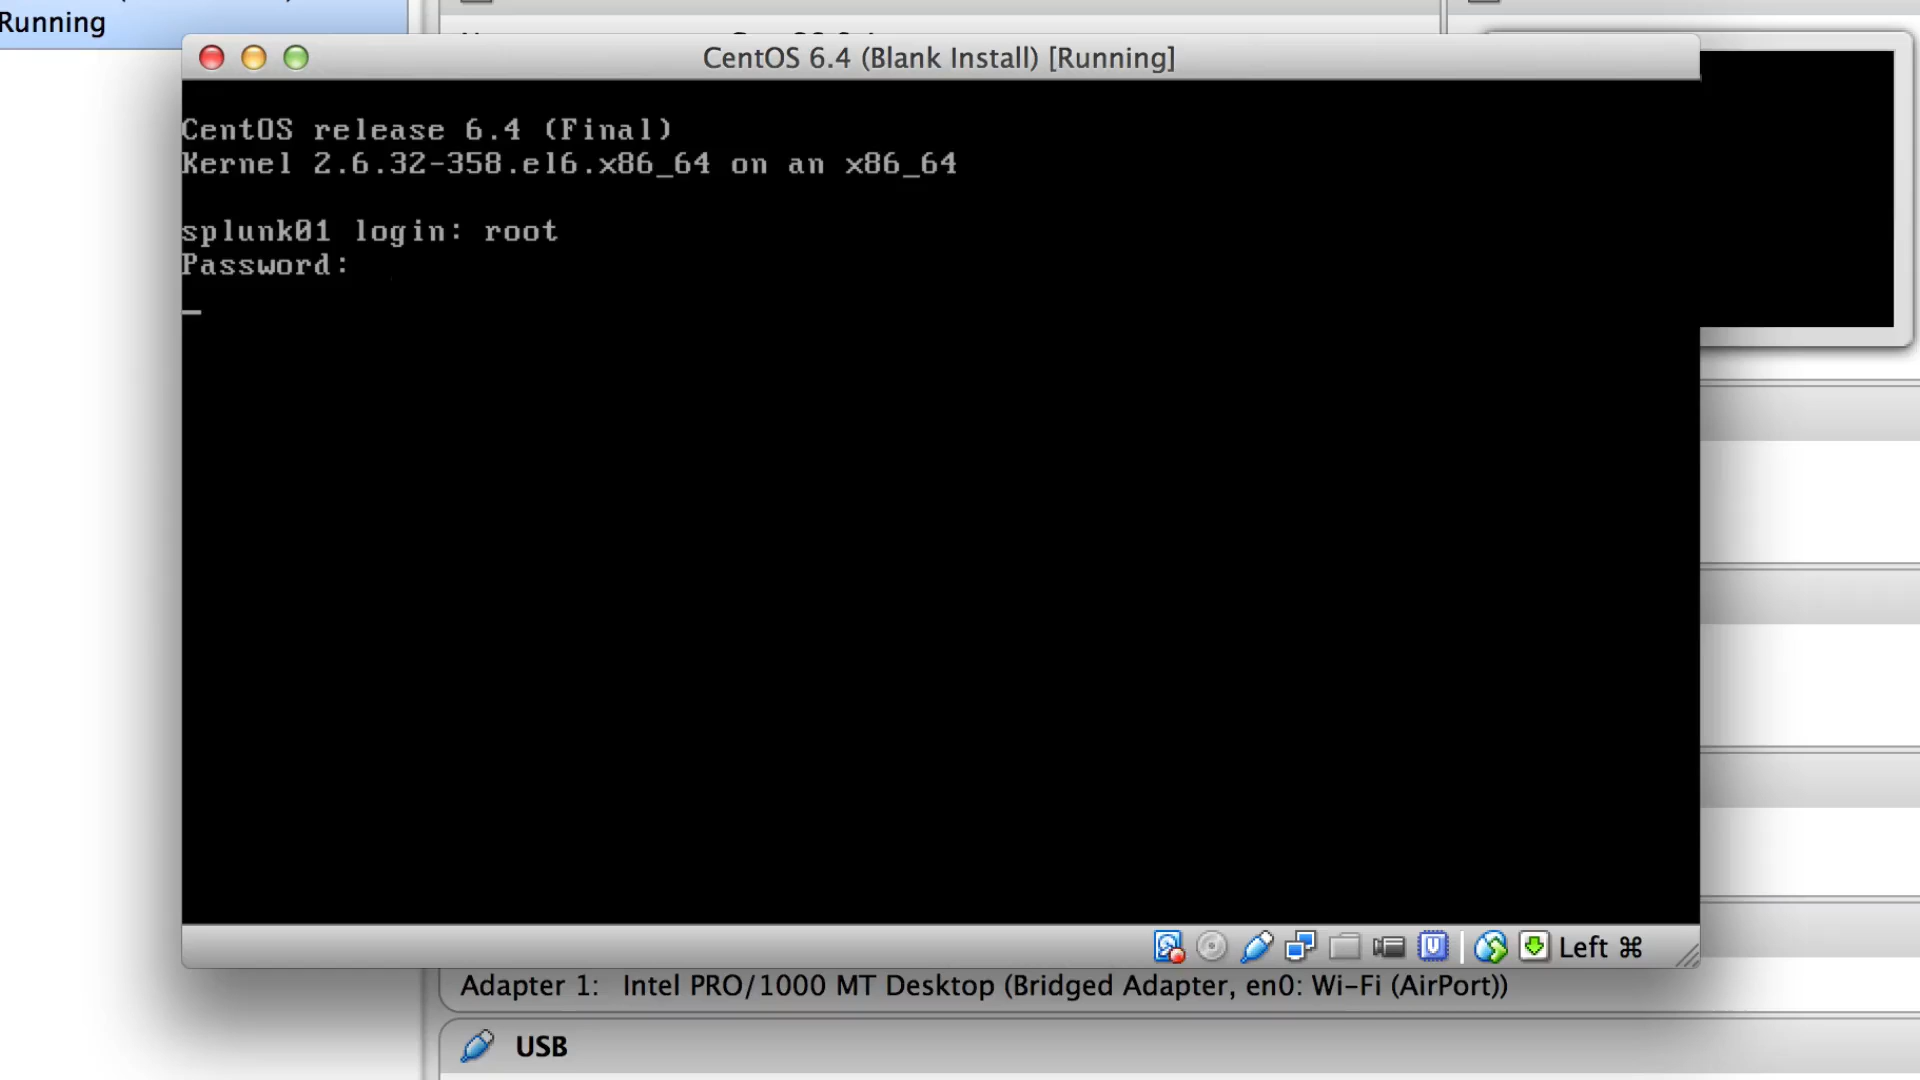 Running
CentOS 6.4 (Blank Install) [Running]
CentOS release 6.4 (Final)
Kernel 2.6.32-358.el6.x86_64 on an x86_64
splunk01 login: root
Password:
Left ⌘
Adapter 1: Intel PRO/1000 MT Desktop (Bridged Adapter, en0: Wi-Fi (AirPort))
USB